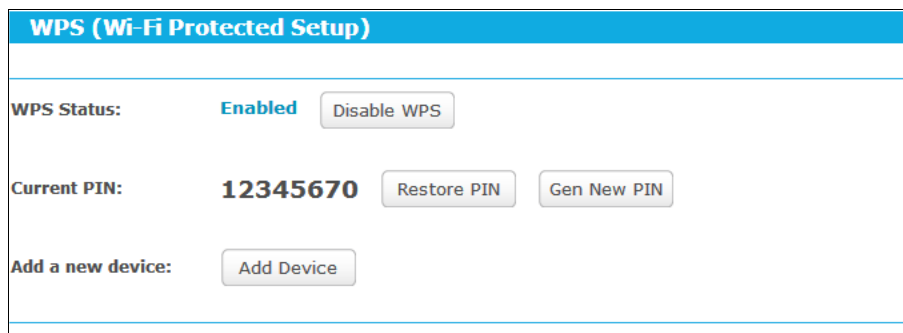 WPS (Wi-Fi Protected Setup)
WPS Status: Enabled Disable WPS
Current PIN: 12345670 Restore PIN Gen New PIN
Add a new device: Add Device